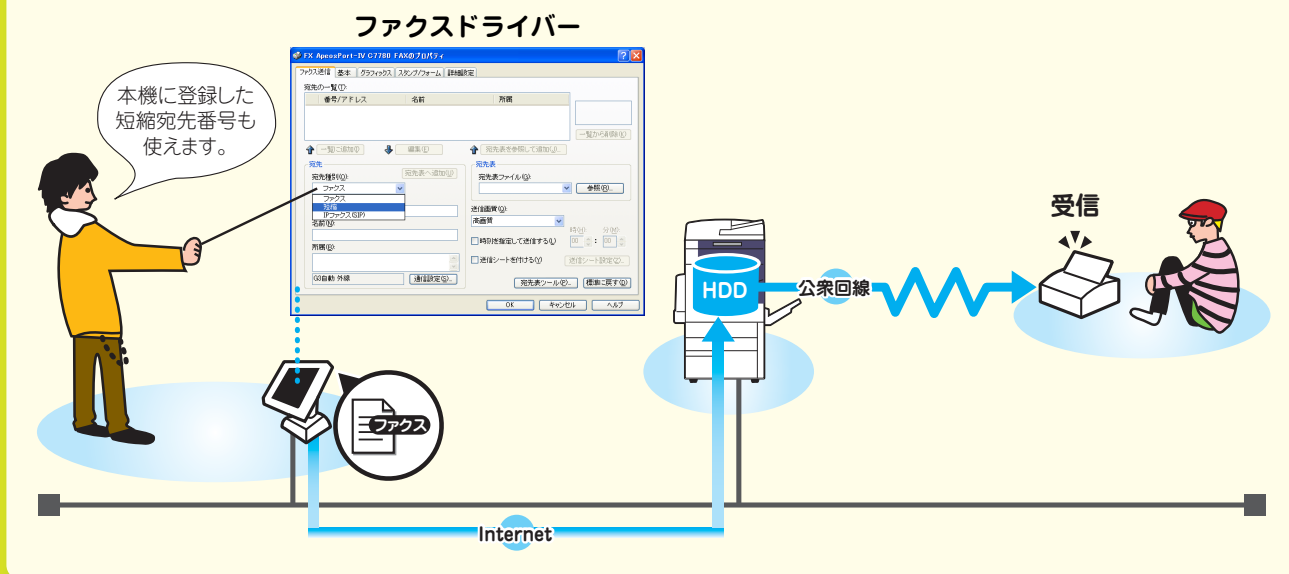 ファクスドライバー
FX ApeosPort-IV C7780 FAXのプロパティ
ファクス送信 基本 グラフィックス スタンプ/フォーム 詳細設定
宛先の一覧(T):
番号/アドレス 名前 所属
一覧から削除(K)
一覧に追加(I) 編集(E) 宛先表を参照して追加(J)...
宛先
宛先種別(Q): 宛先表へ追加(U)
ファクス
ファクス
短縮
IPファクス(SIP)
名前(N):
所属(B):
G3自動 外線 通信設定(S)...
宛先表
宛先表ファイル(A):
参照(R)...
送信画質(O):
高画質
時(H) 分(M)
時刻を指定して送信する(L) 00 : 00
送信シートを付ける(Y) 送信シート設定(Z)...
宛先表ツール(P)... 標準に戻す(D)
OK キャンセル ヘルプ
本機に登録した
短縮宛先番号も
使えます。
ファクス
HDD
公衆回線
受信
Internet